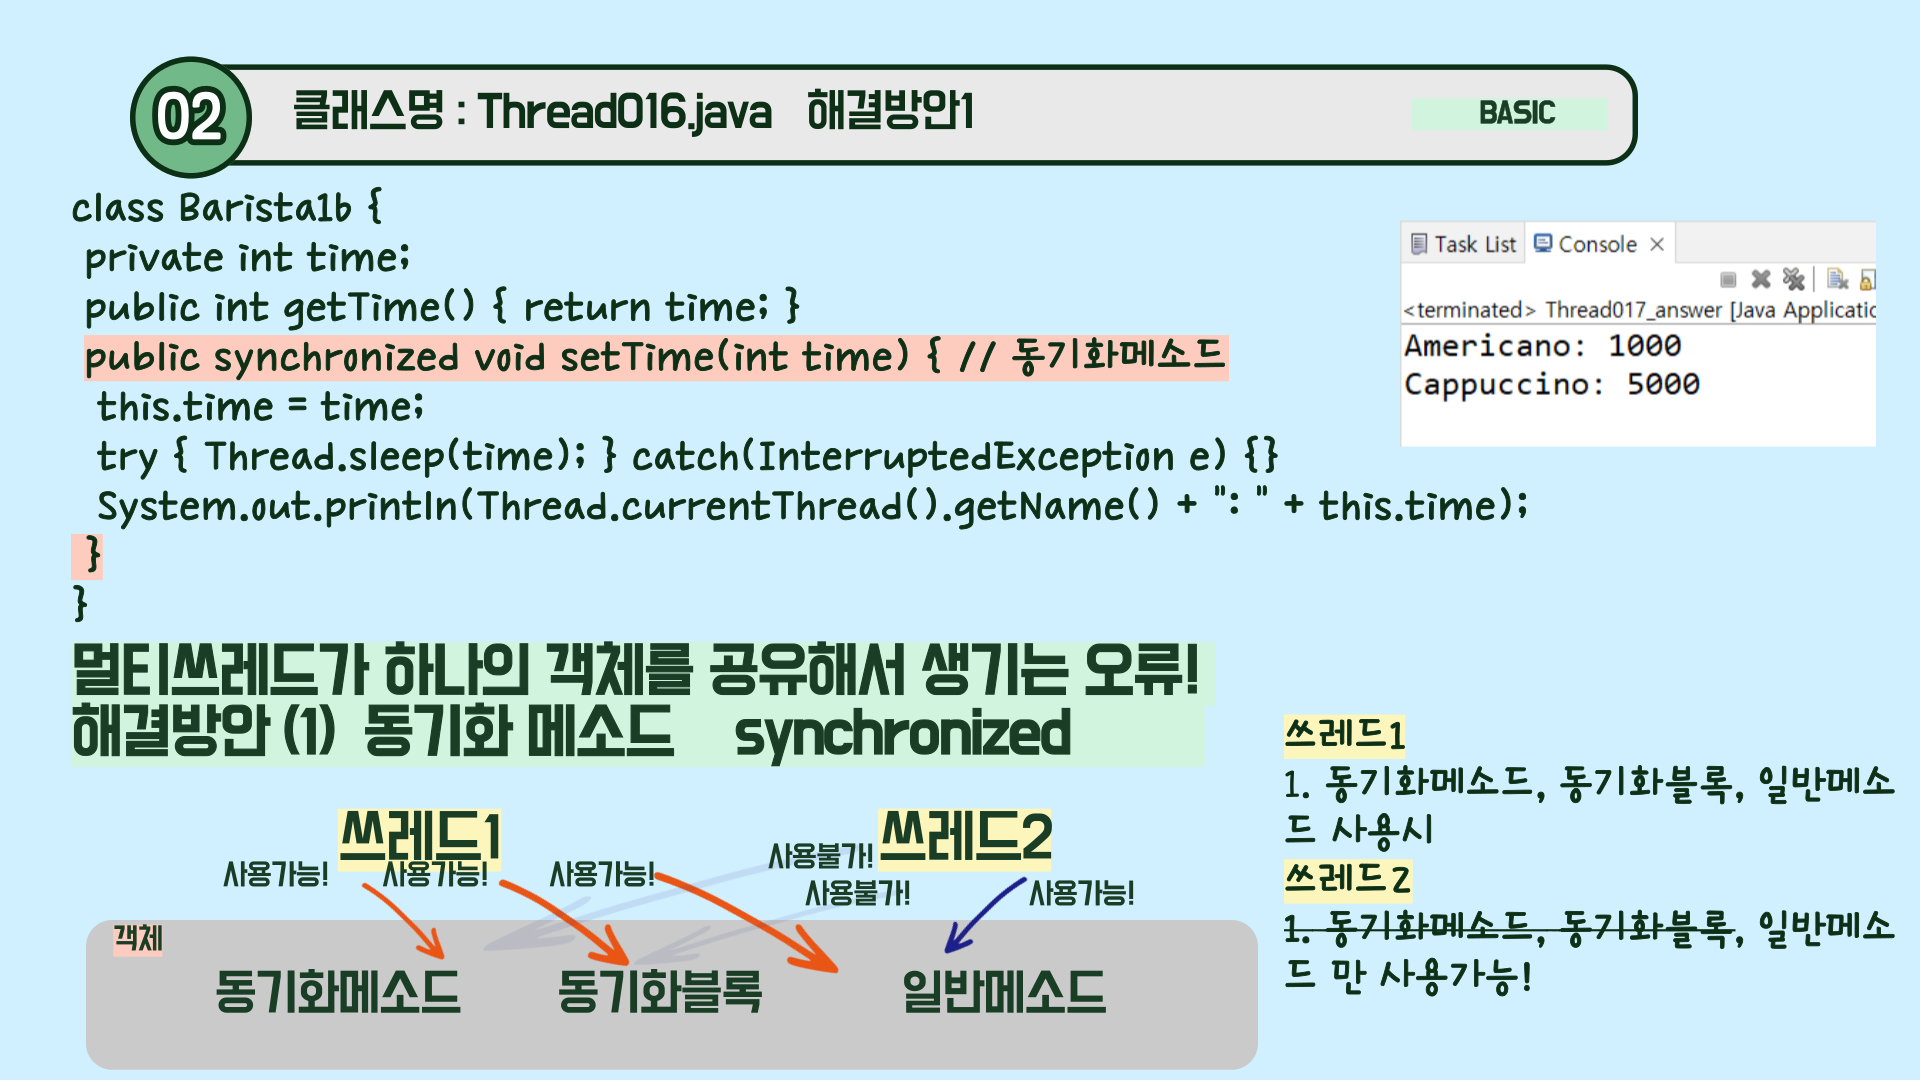 02
클래스명 : Thread016.java 해결방안1
BASIC
class Barista1b {
private int time;
public int getTime() { return time; }
public synchronized void setTime(int time) { // 동기화메소드
this.time = time;
try { Thread.sleep(time); } catch(InterruptedException e) {}
System.out.println(Thread.currentThread().getName() + ": " + this.time);
}
}
Task List Console
<terminated> Thread017_answer [Java Applicatio
Americano: 1000
Cappuccino: 5000
멀티쓰레드가 하나의 객체를 공유해서 생기는 오류!
해결방안 (1) 동기화 메소드 synchronized
쓰레드1
쓰레드2
사용가능!
사용가능!
사용가능!
사용불가!
사용불가!
사용가능!
객체
동기화메소드
동기화블록
일반메소드
쓰레드1
1. 동기화메소드, 동기화블록, 일반메소
드 사용시
쓰레드2
1. 동기화메소드, 동기화블록, 일반메소
드 만 사용가능!